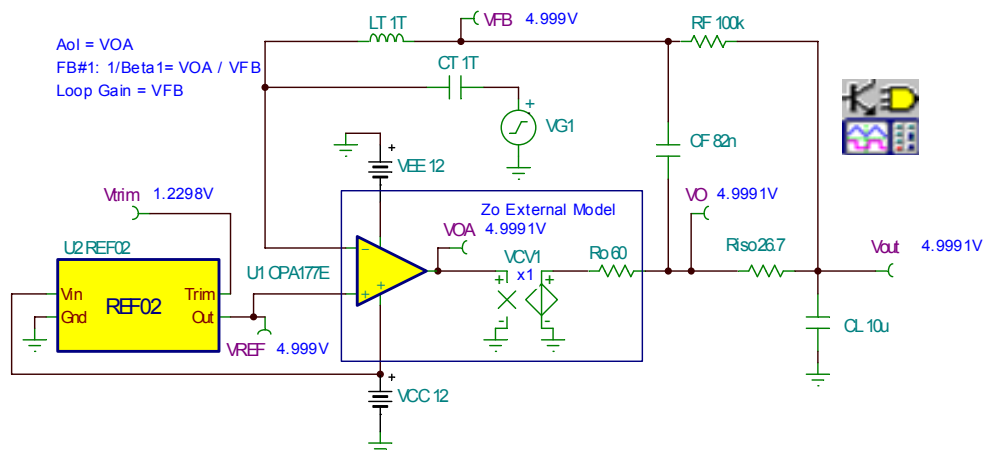 LT 1T
VFB 4.999V
RF 100k
Aol = VOA
FB#1: 1/Beta1= VOA / VFB
Loop Gain = VFB
CT 1T
+
VG1
CF 82n
+
VEE 12
Vtrim 1.2298V
Zo External Model
VO 4.9991V
VOA 4.9991V
U2 REF02
U1 OPA177E
VCV1
x1
Ro 60
Riso 26.7
Vout 4.9991V
Vin
Gnd
REF02
Trim
Out
-
+
+
+
-
+
-
CL 10u
VREF 4.999V
+
VCC 12